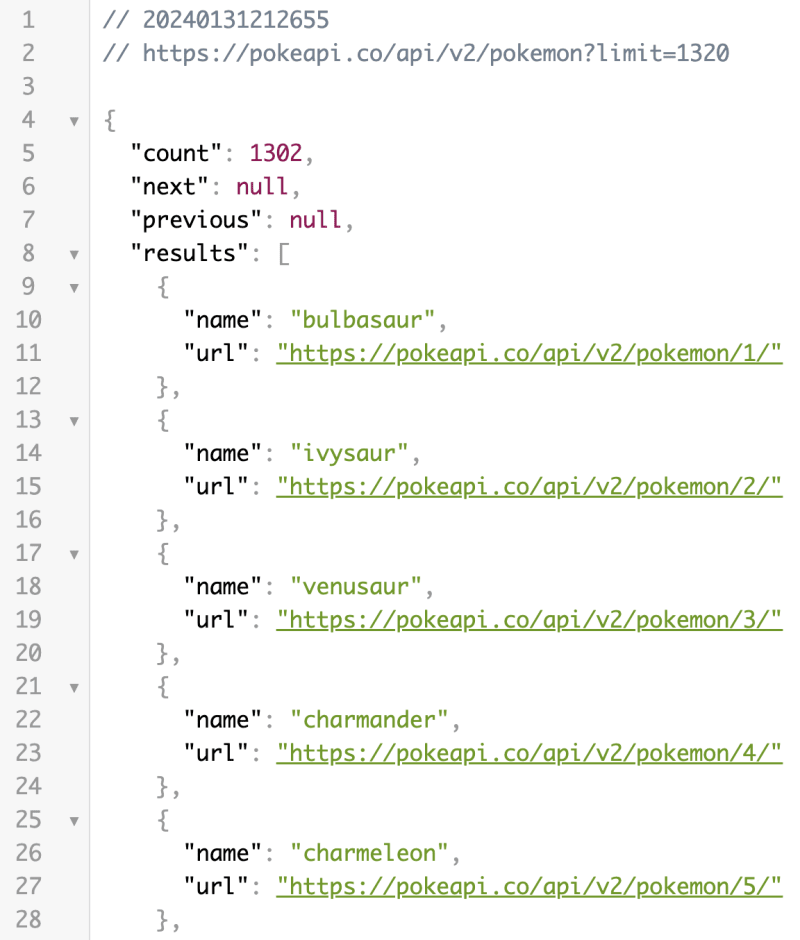 1 // 20240131212655
2 // https://pokeapi.co/api/v2/pokemon?limit=1320
3
4 ▼ {
5 "count": 1302,
6 "next": null,
7 "previous": null,
8 ▼ "results": [
9 ▼ {
10 "name": "bulbasaur",
11 "url": "https://pokeapi.co/api/v2/pokemon/1/"
12 },
13 ▼ {
14 "name": "ivysaur",
15 "url": "https://pokeapi.co/api/v2/pokemon/2/"
16 },
17 ▼ {
18 "name": "venusaur",
19 "url": "https://pokeapi.co/api/v2/pokemon/3/"
20 },
21 ▼ {
22 "name": "charmander",
23 "url": "https://pokeapi.co/api/v2/pokemon/4/"
24 },
25 ▼ {
26 "name": "charmeleon",
27 "url": "https://pokeapi.co/api/v2/pokemon/5/"
28 },